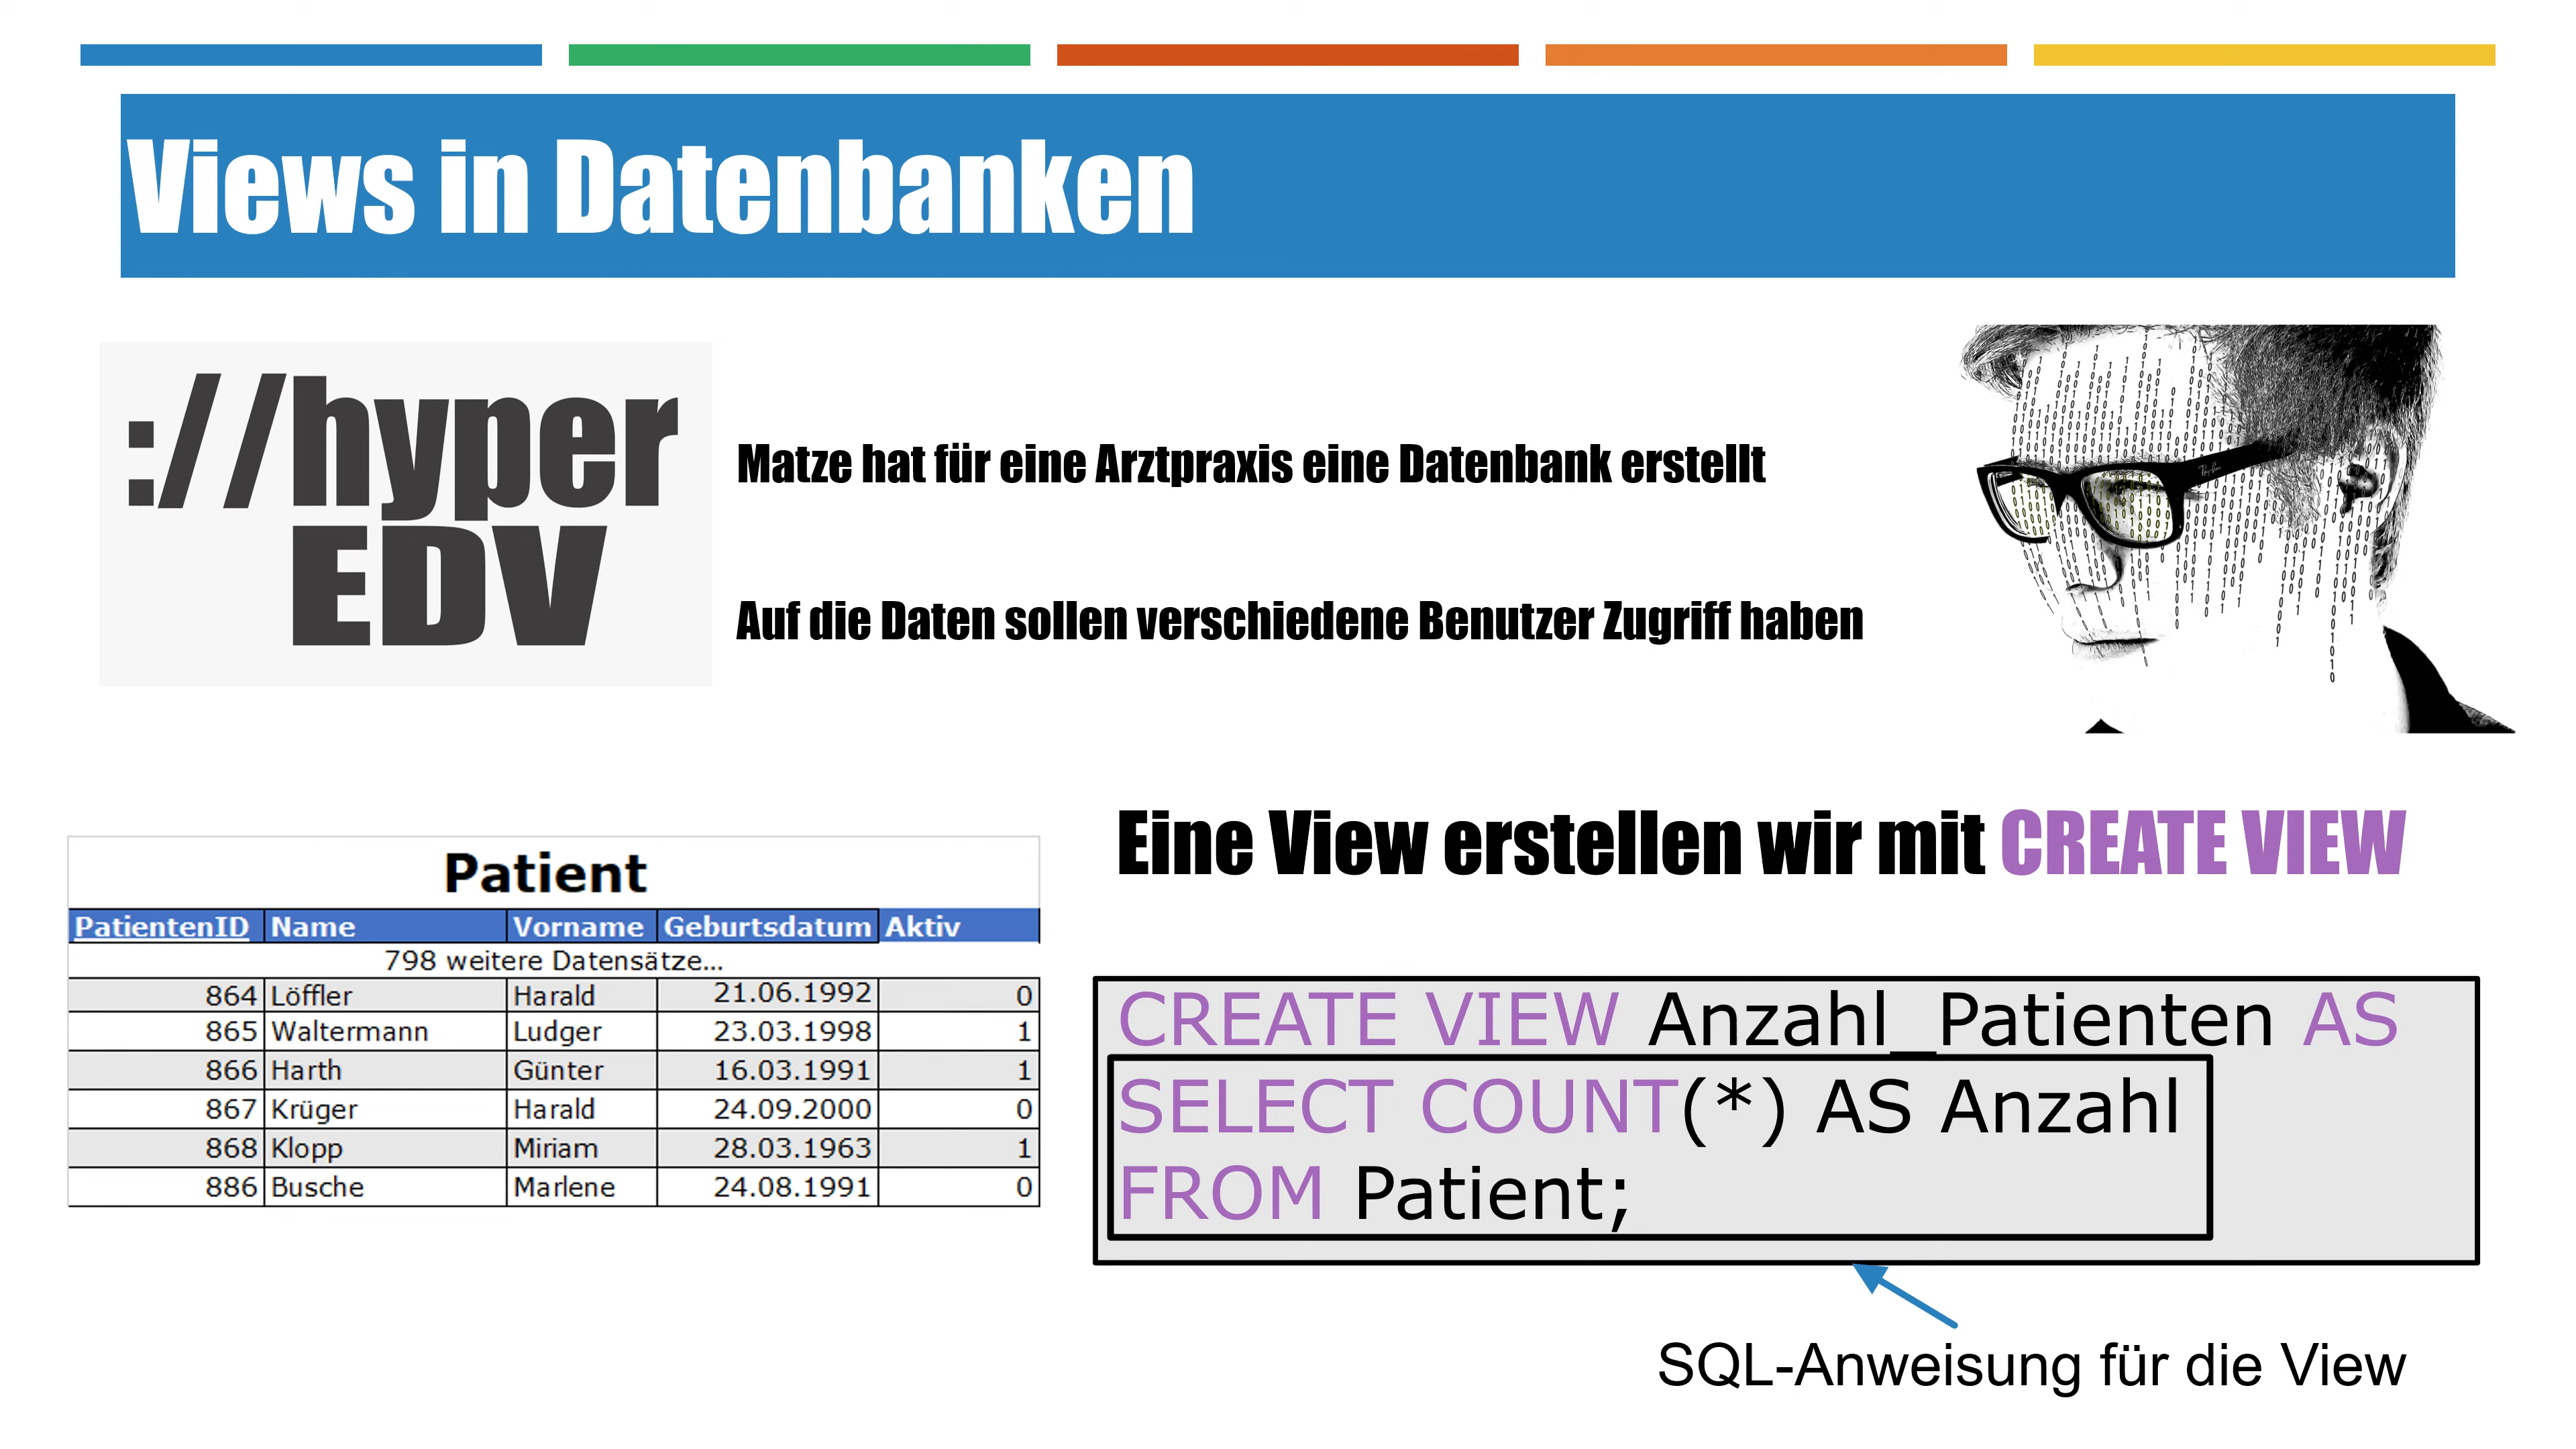 Views in Datenbanken
://hyper
EDV
Matze hat für eine Arztpraxis eine Datenbank erstellt
Auf die Daten sollen verschiedene Benutzer Zugriff haben
Patient
PatientenID Name Vorname Geburtsdatum Aktiv
798 weitere Datensätze...
864 Löffler Harald 21.06.1992 0
865 Waltermann Ludger 23.03.1998 1
866 Harth Günter 16.03.1991 1
867 Krüger Harald 24.09.2000 0
868 Klopp Miriam 28.03.1963 1
886 Busche Marlene 24.08.1991 0
Eine View erstellen wir mit CREATE VIEW
CREATE VIEW Anzahl_Patienten AS
SELECT COUNT(*) AS Anzahl
FROM Patient;
SQL-Anweisung für die View